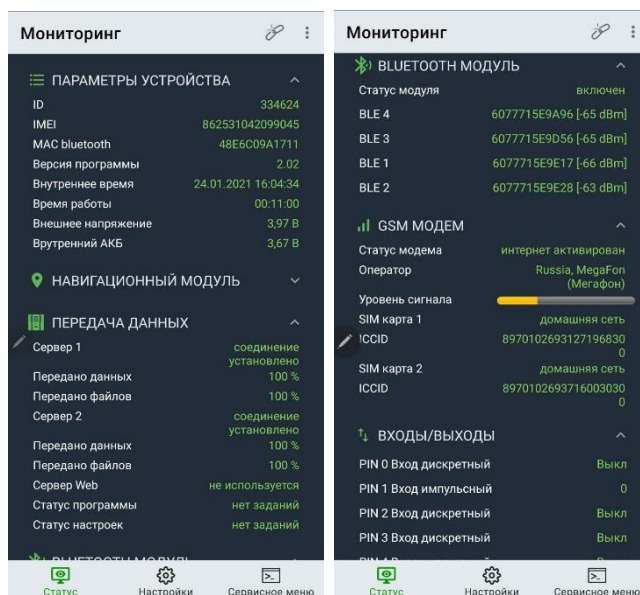 Мониторинг
ПАРАМЕТРЫ УСТРОЙСТВА
ID 334624
IMEI 862531042099045
MAC bluetooth 48E6C09A1711
Версия программы 2.02
Внутреннее время 24.01.2021 16:04:34
Время работы 00:11:00
Внешнее напряжение 3,97 В
Врутренний АКБ 3,67 В
НАВИГАЦИОННЫЙ МОДУЛЬ
ПЕРЕДАЧА ДАННЫХ
Сервер 1 соединение
установлено
Передано данных 100 %
Передано файлов 100 %
Сервер 2 соединение
установлено
Передано данных 100 %
Передано файлов 100 %
Сервер Web не используется
Статус программы нет заданий
Статус настроек нет заданий
BLUETOOTH МОДУЛЬ
Статус Настройки Сервисное меню
Мониторинг
BLUETOOTH МОДУЛЬ
Статус модуля включен
BLE 4 6077715E9A96 [-65 dBm]
BLE 3 6077715E9D56 [-65 dBm]
BLE 1 6077715E9E17 [-66 dBm]
BLE 2 6077715E9E28 [-63 dBm]
GSM МОДЕМ
Статус модема интернет активирован
Оператор Russia, MegaFon
(Мегафон)
Уровень сигнала
SIM карта 1 домашняя сеть
ICCID 8970102693127196830
0
SIM карта 2 домашняя сеть
ICCID 8970102693716003030
0
ВХОДЫ/ВЫХОДЫ
PIN 0 Вход дискретный Выкл
PIN 1 Вход импульсный 0
PIN 2 Вход дискретный Выкл
PIN 3 Вход дискретный Выкл
Статус Настройки Сервисное меню